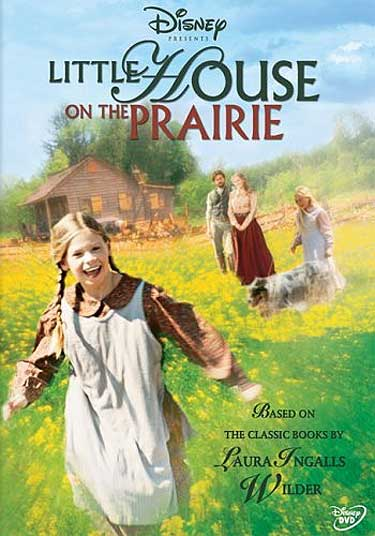 Disney
PRESENTS
LITTLE HOUSE
ON THE PRAIRIE
BASED ON
THE CLASSIC BOOKS BY
LAURA INGALLS
WILDER
Disney
DVD